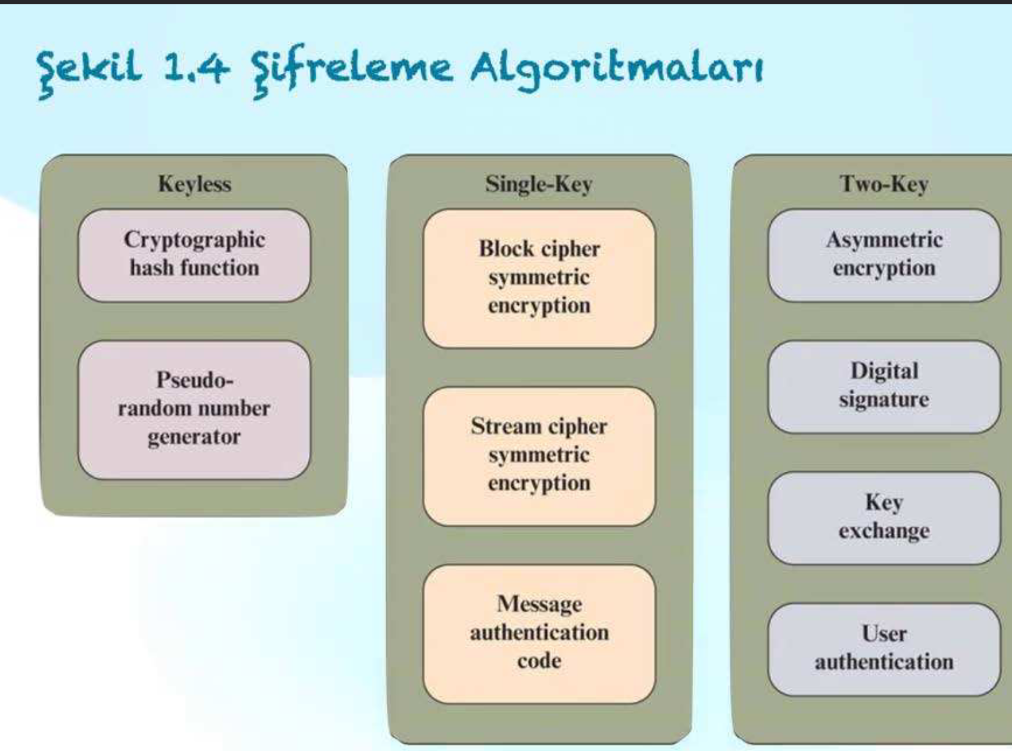 Şekil 1.4 Şifreleme Algoritmaları
Keyless
Cryptographic
hash function
Pseudo-
random number
generator
Single-Key
Block cipher
symmetric
encryption
Stream cipher
symmetric
encryption
Message
authentication
code
Two-Key
Asymmetric
encryption
Digital
signature
Key
exchange
User
authentication